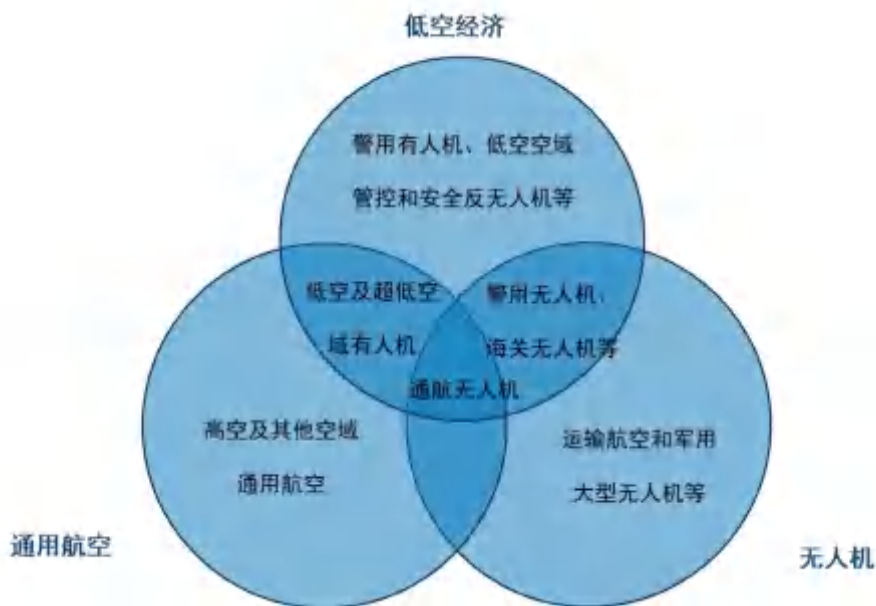 低空经济
警用有人机、低空空域
管控和安全反无人机等
低空及超低空
域有人机
警用无人机、
海关无人机等
通航无人机
高空及其他空域
通用航空
运输航空和军用
大型无人机等
通用航空
无人机